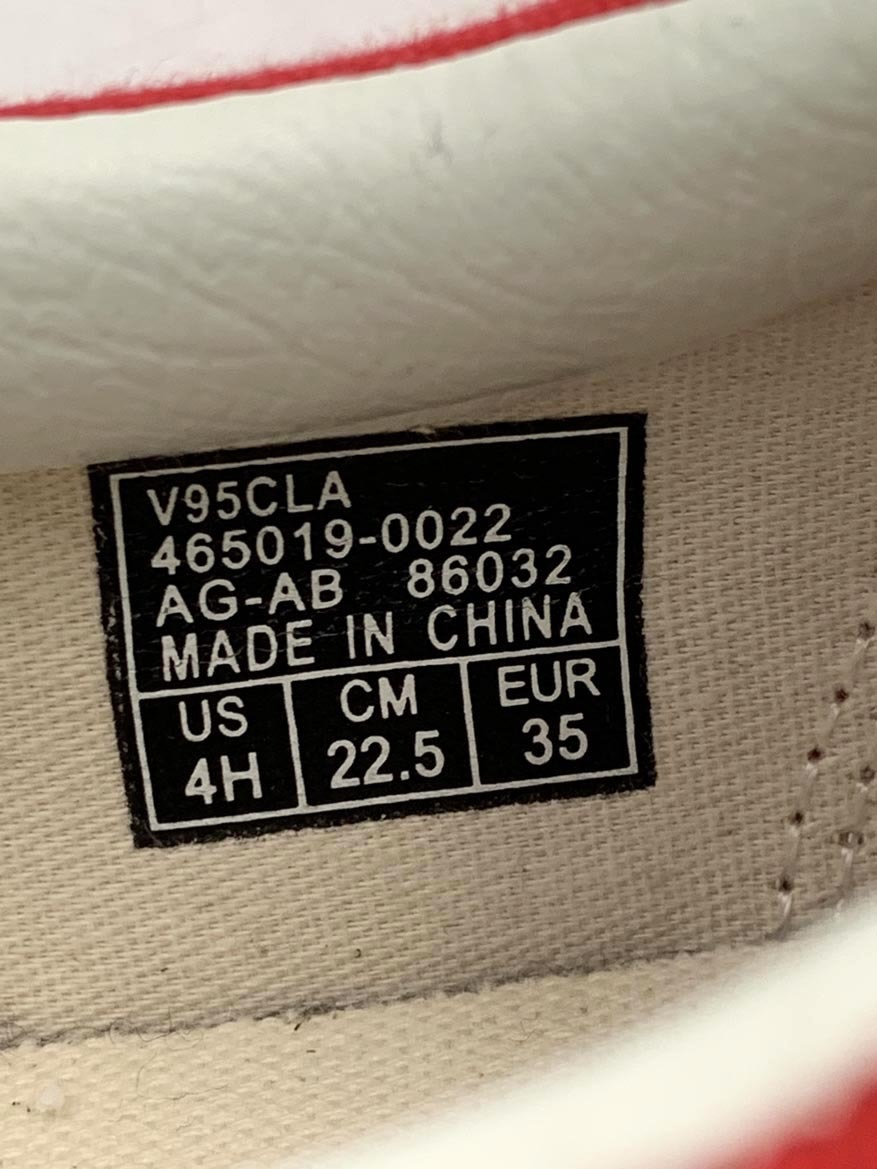 V95CLA
465019-0022
AG-AB 86032
MADE IN CHINA
US CM EUR
4H 22.5 35